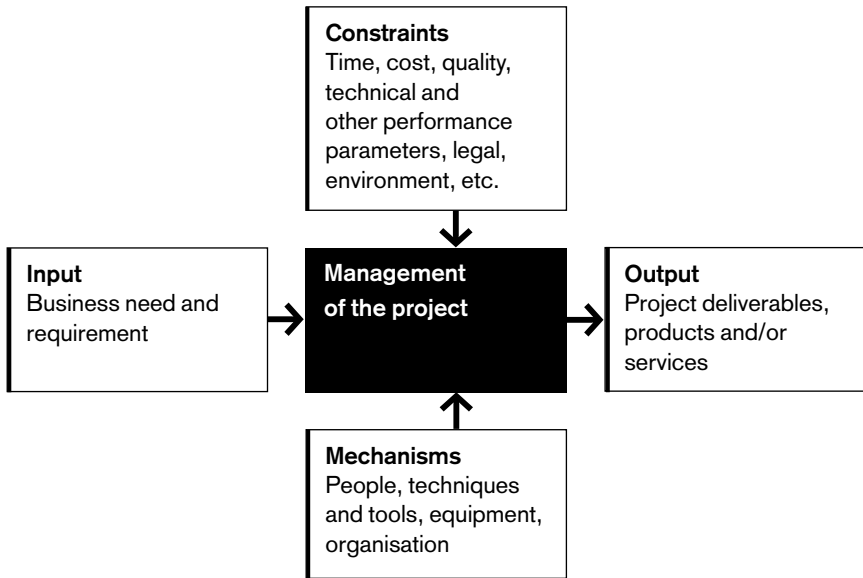 Constraints
Time, cost, quality,
technical and
other performance
parameters, legal,
environment, etc.
Input
Business need and
requirement
Management
of the project
Output
Project deliverables,
products and/or
services
Mechanisms
People, techniques
and tools, equipment,
organisation